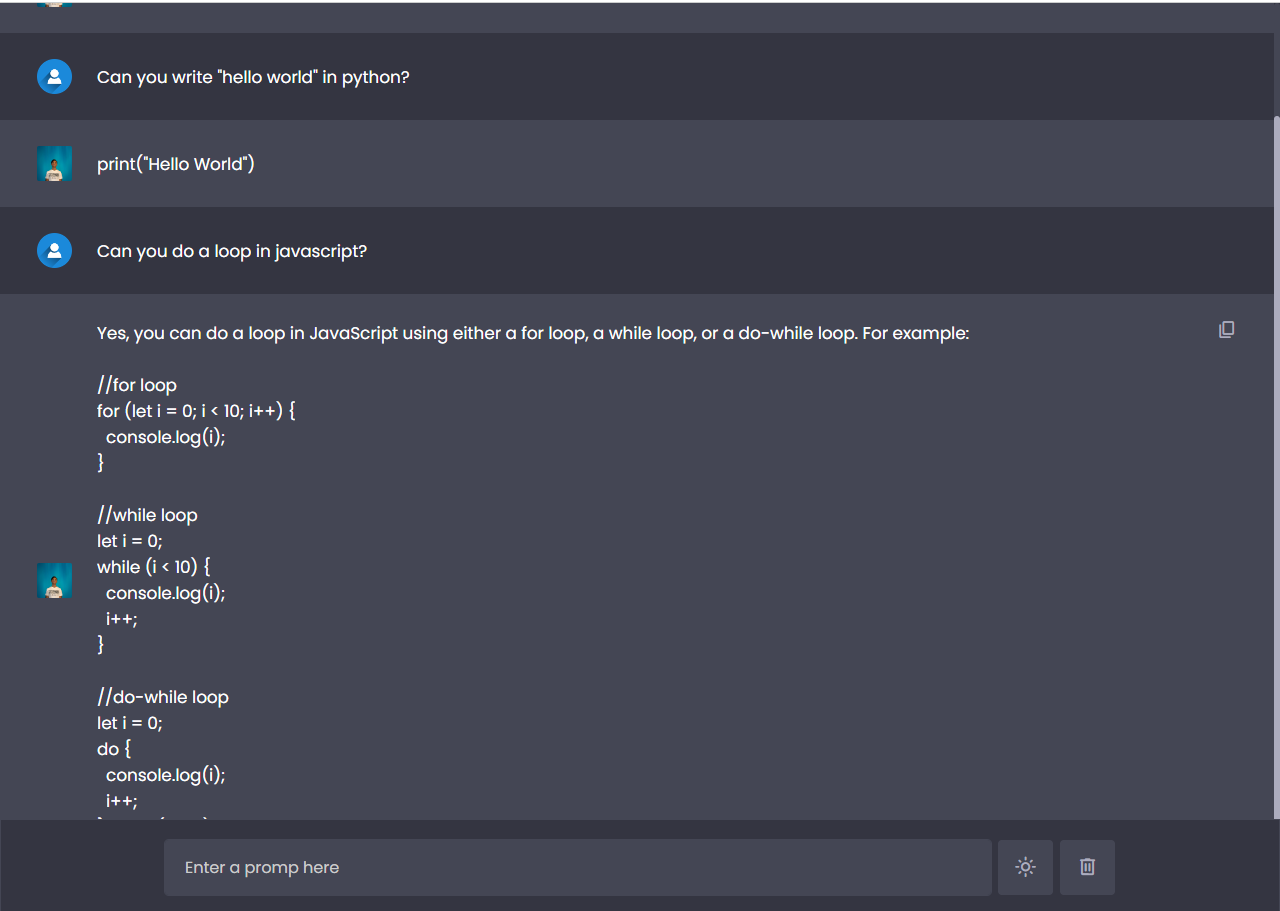 Can you write "hello world" in python?
print("Hello World")
Can you do a loop in javascript?
Yes, you can do a loop in JavaScript using either a for loop, a while loop, or a do-while loop. For example:
//for loop
for (let i = 0; i < 10; i++) {
  console.log(i);
}
//while loop
let i = 0;
while (i < 10) {
  console.log(i);
  i++;
}
//do-while loop
let i = 0;
do {
  console.log(i);
  i++;
Enter a promp here